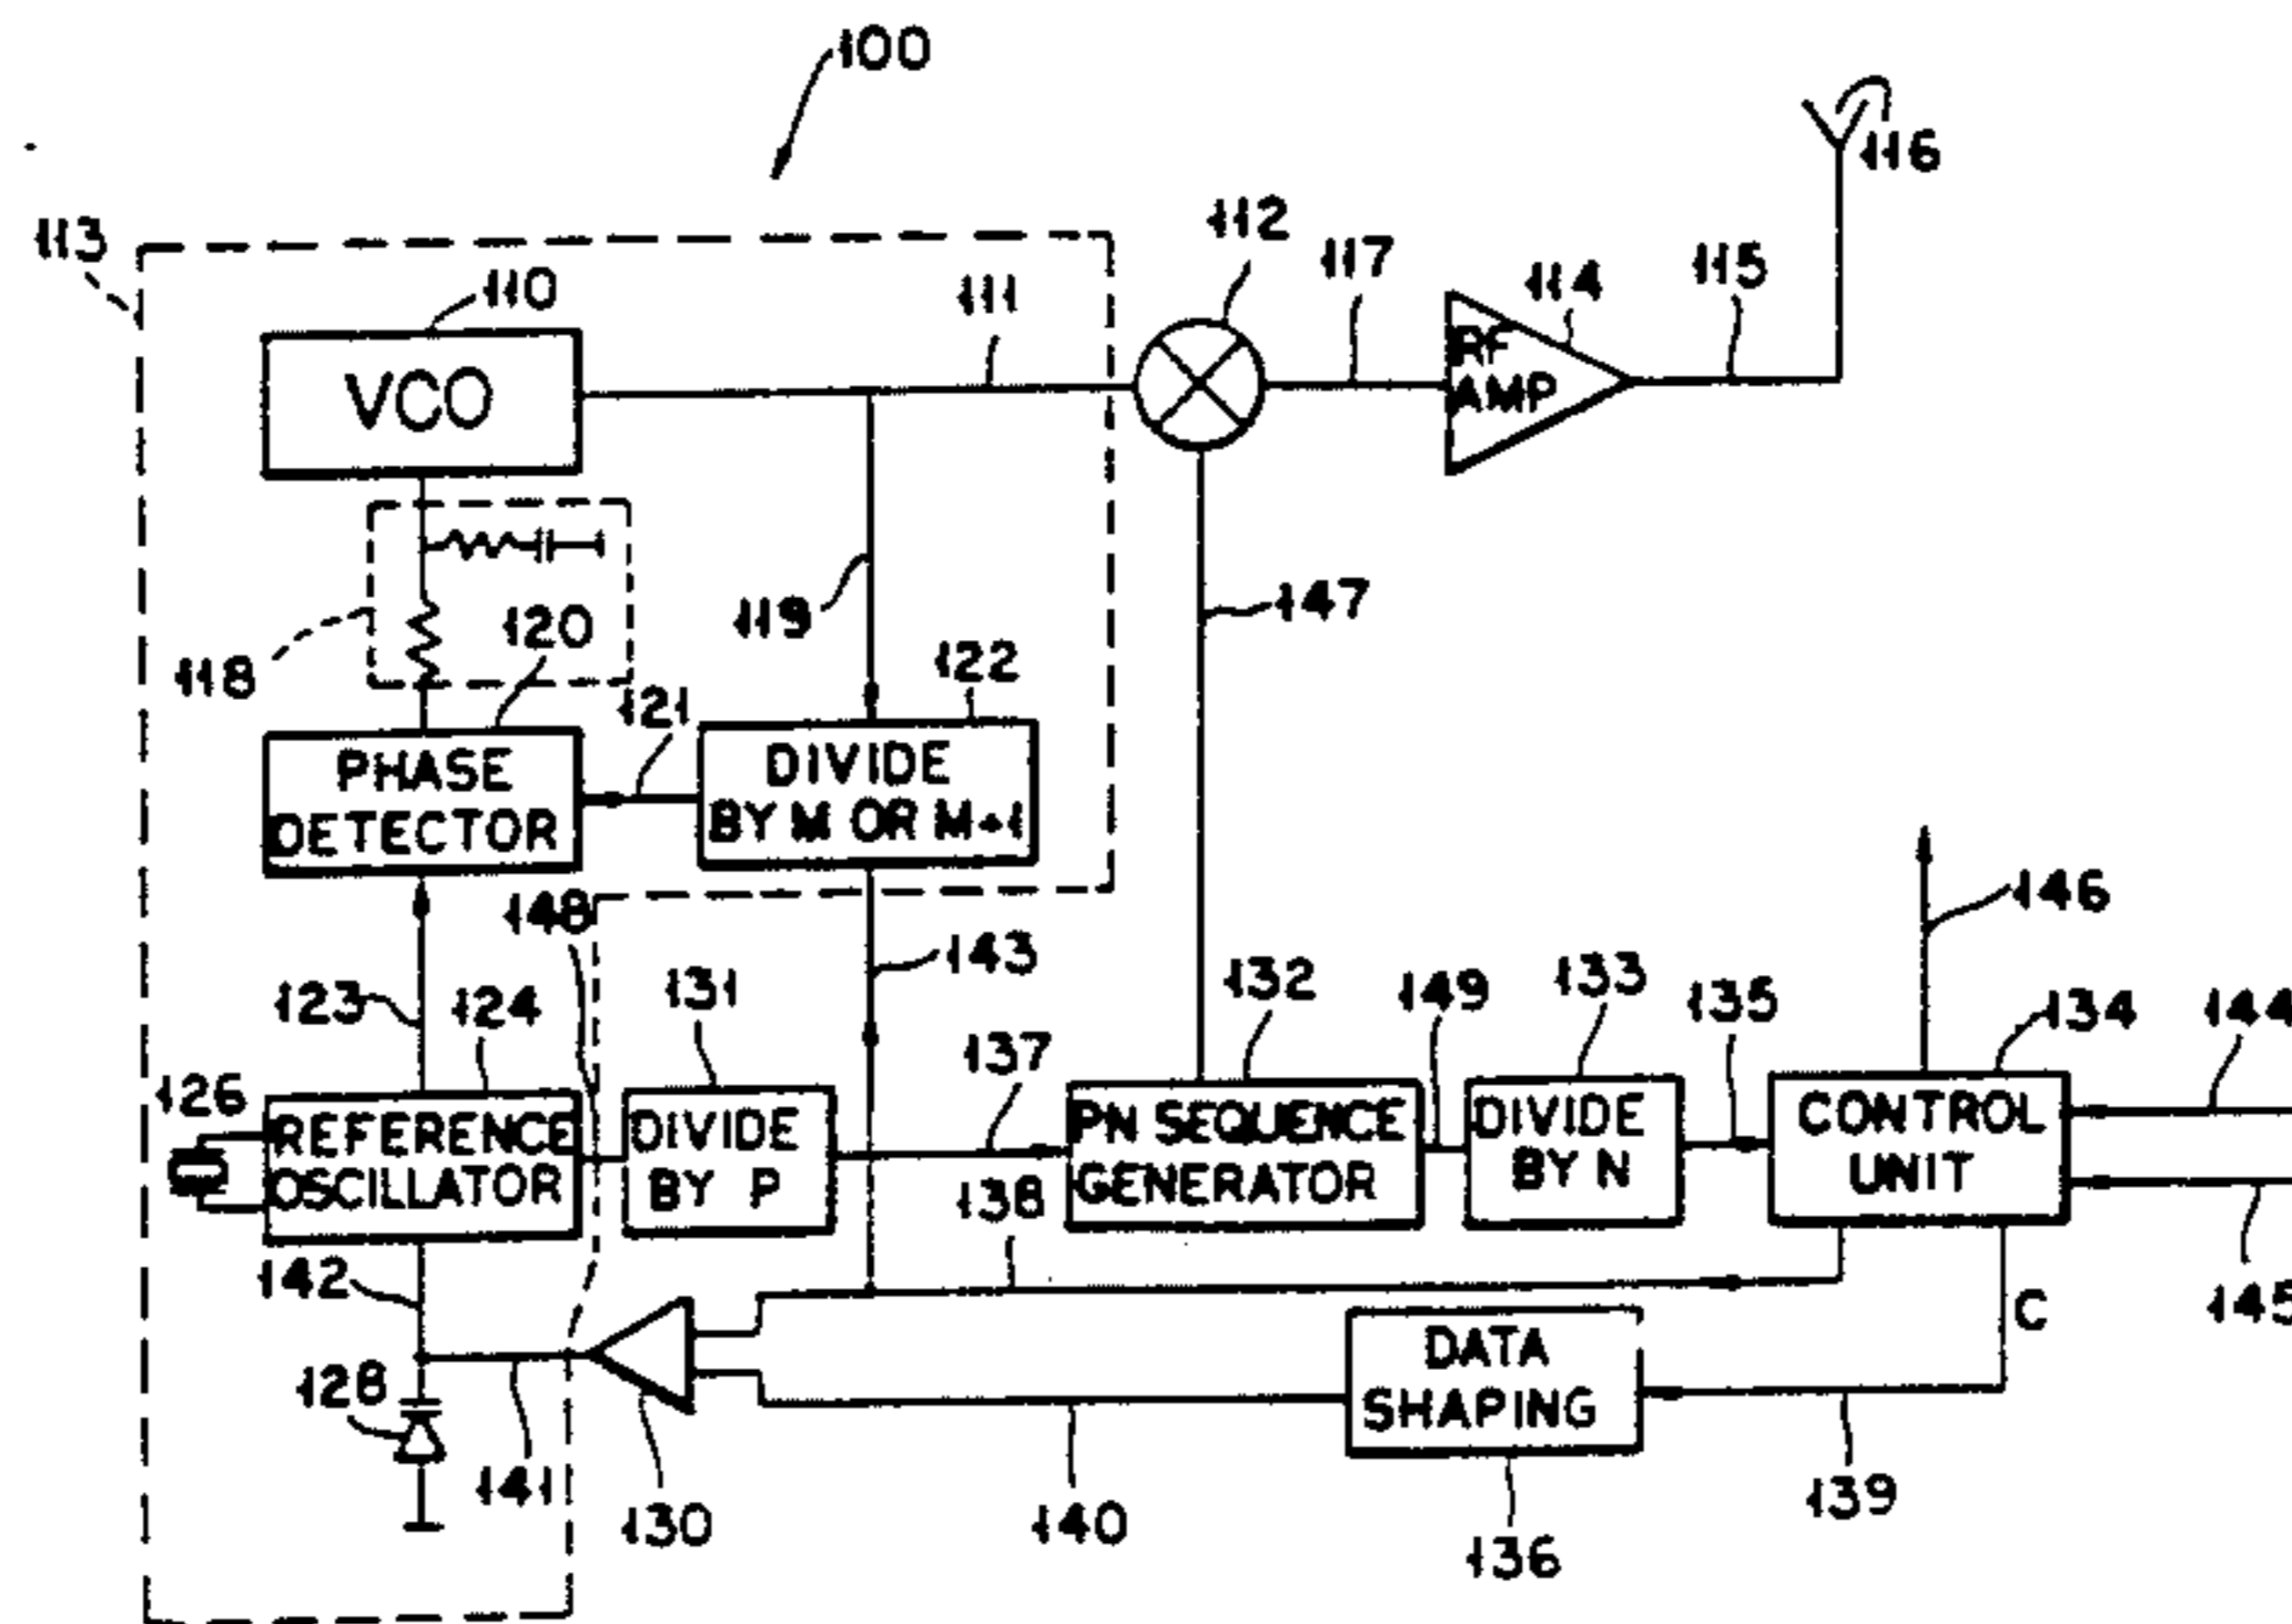 100
116
113
112
117
114
115
110
111
RF
AMP
VCO
119
147
118
120
121
122
PHASE
DETECTOR
DIVIDE
BY M OR M+1
146
148
143
123
124
131
137
132
149
133
135
134
144
126
REFERENCE
OSCILLATOR
DIVIDE
BY P
PN SEQUENCE
GENERATOR
DIVIDE
BY N
CONTROL
UNIT
138
142
145
C
DATA
SHAPING
128
141
130
140
139
136